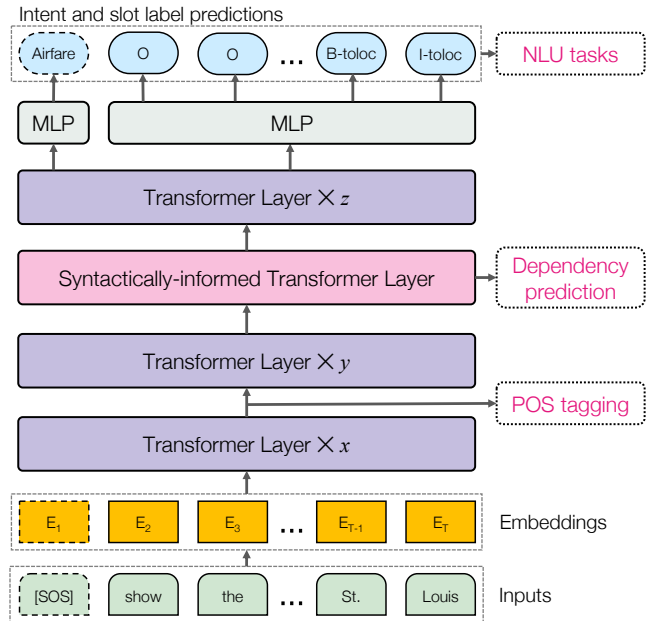 Intent and slot label predictions
Airfare O O ... B-toloc I-toloc NLU tasks
MLP MLP
Transformer Layer × z
Syntactically-informed Transformer Layer
Dependency
prediction
Transformer Layer × y
POS tagging
Transformer Layer × x
E1 E2 E3 ... ET-1 ET Embeddings
[SOS] show the ... St. Louis Inputs